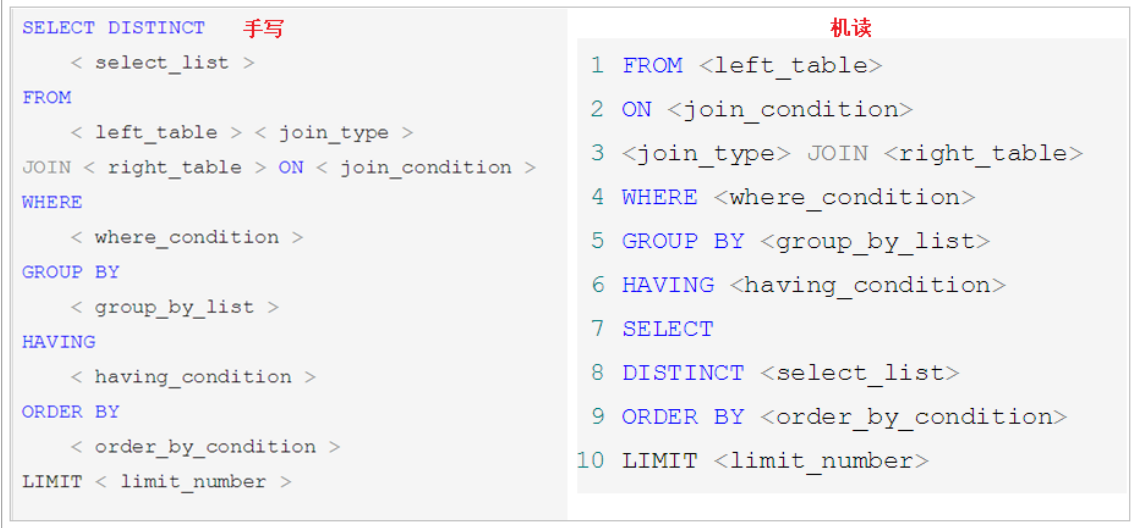 SELECT DISTINCT 手写
< select_list >
FROM
< left_table > < join_type >
JOIN < right_table > ON < join_condition >
WHERE
< where_condition >
GROUP BY
< group_by_list >
HAVING
< having_condition >
ORDER BY
< order_by_condition >
LIMIT < limit_number >
机读
1 FROM <left_table>
2 ON <join_condition>
3 <join_type> JOIN <right_table>
4 WHERE <where_condition>
5 GROUP BY <group_by_list>
6 HAVING <having_condition>
7 SELECT
8 DISTINCT <select_list>
9 ORDER BY <order_by_condition>
10 LIMIT <limit_number>